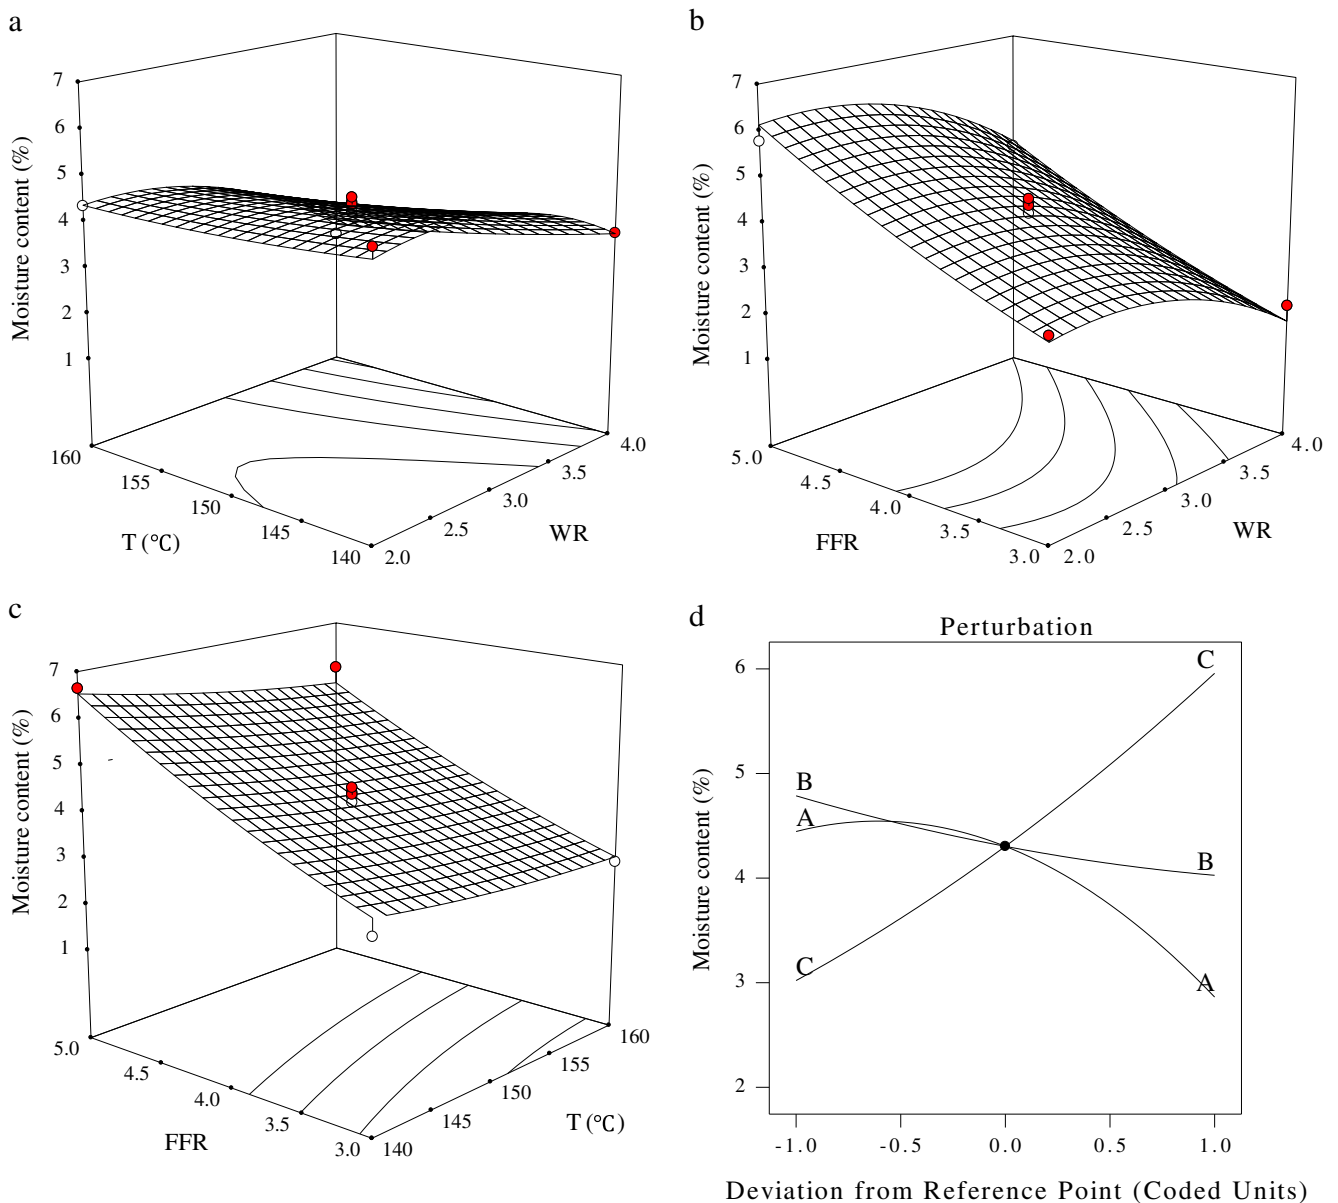 a
7
6
5
4
3
2
1
Moisture content (%)
160
155
150
145
140
T (°C)
2.0
2.5
3.0
3.5
4.0
WR
b
7
6
5
4
3
2
1
Moisture content (%)
5.0
4.5
4.0
3.5
3.0
FFR
2.0
2.5
3.0
3.5
4.0
WR
c
7
6
5
4
3
2
1
Moisture content (%)
5.0
4.5
4.0
3.5
3.0
FFR
140
145
150
155
160
T (°C)
d
Perturbation
6
5
4
3
2
Moisture content (%)
B
A
C
C
B
A
-1.0
-0.5
0.0
0.5
1.0
Deviation from Reference Point (Coded Units)